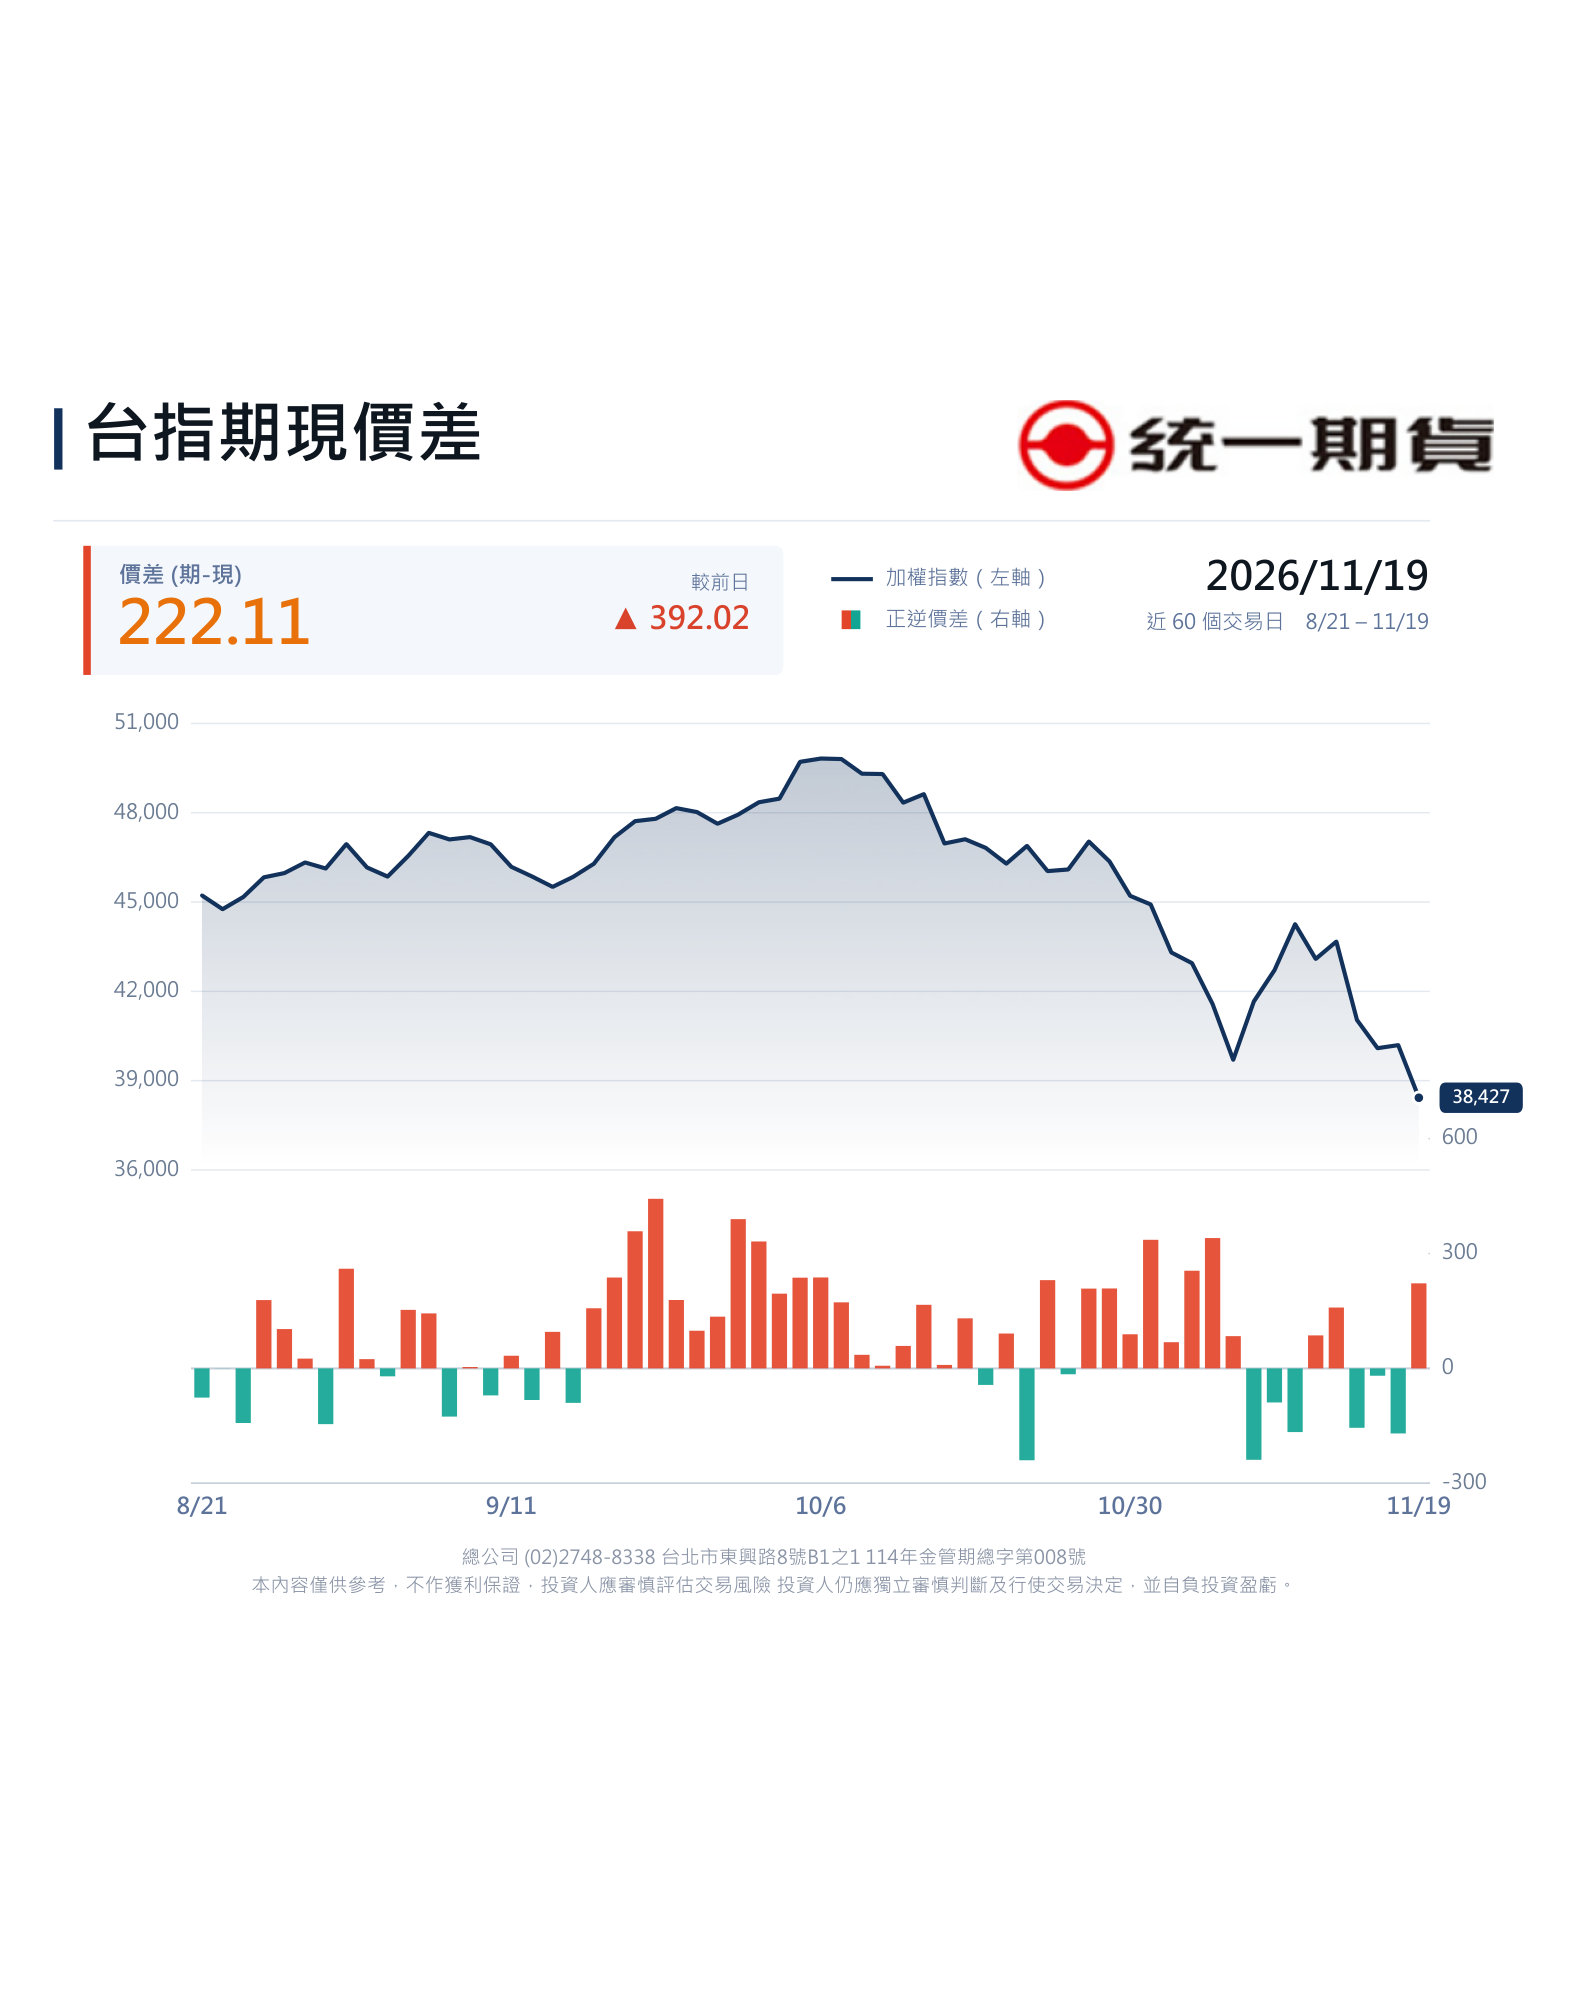 台指期現價差
統一期貨
價差 (期-現)
222.11
較前日
▲ 392.02
加權指數（左軸）
正逆價差（右軸）
2026/11/19
近 60 個交易日 8/21 – 11/19
51,000
48,000
45,000
42,000
39,000
36,000
38,427
600
300
0
-300
8/21
9/11
10/6
10/30
11/19
總公司 (02)2748-8338 台北市東興路8號B1之1 114年金管期總字第008號
本內容僅供參考，不作獲利保證，投資人應審慎評估交易風險 投資人仍應獨立審慎判斷及行使交易決定，並自負投資盈虧。